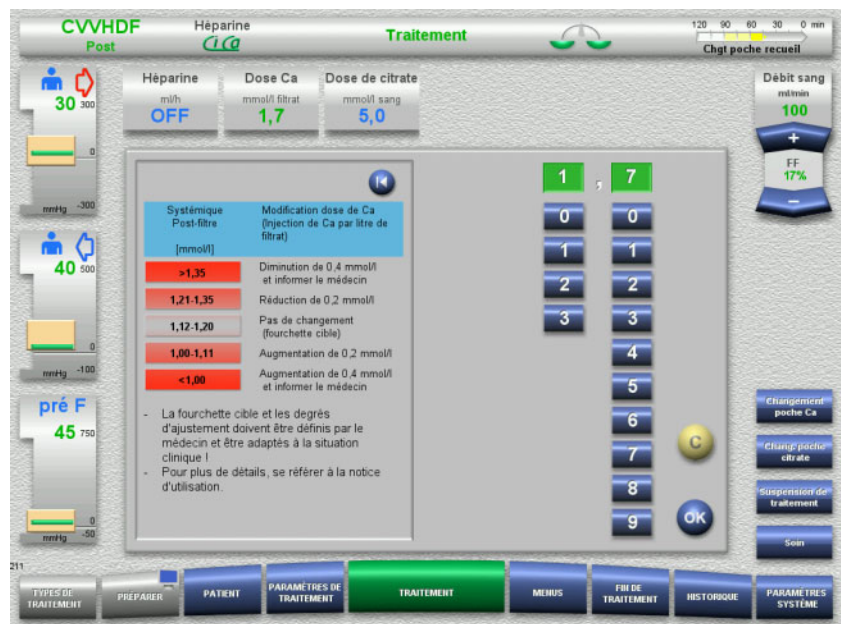 CVVHDF
Post
Hèparine
CiCa
Traitement
120 90 60 30 0 min
Chgt poche recueil
30 300
0
mmHg -300
40 500
0
mmHg -100
pré F
45 750
0
mmHg -50
Hèparine
ml/h
OFF
Dose Ca
mmol/l filtrat
1,7
Dose de citrate
mmol/l sang
5,0
Dèbit sang
ml/min
100
+
FF
17%
−
Systémique
Post-filtre
[mmol/l]
Modification dose de Ca
(Injection de Ca par litre de
filtrat)
>1,35
Diminution de 0,4 mmol/l
et informer le médecin
1,21-1,35
Réduction de 0,2 mmol/l
1,12-1,20
Pas de changement
(fourchette cible)
1,00-1,11
Augmentation de 0,2 mmol/l
<1,00
Augmentation de 0,4 mmol/l
et informer le médecin
- La fourchette cible et les degrés
d'ajustement doivent être définis par le
médecin et être adaptés à la situation
clinique !
- Pour plus de détails, se référer à la notice
d'utilisation.
1 , 7
0 0
1 1
2 2
3 3
4
5
6
7
8
9
C
OK
Changement
poche Ca
Chang. poche
citrate
Suspension de
traitement
Soin
211
TYPES DE
TRAITEMENT
PRÉPARER
PATIENT
PARAMÈTRES DE
TRAITEMENT
TRAITEMENT
MENUS
FIN DE
TRAITEMENT
HISTORIQUE
PARAMÈTRES
SYSTÈME